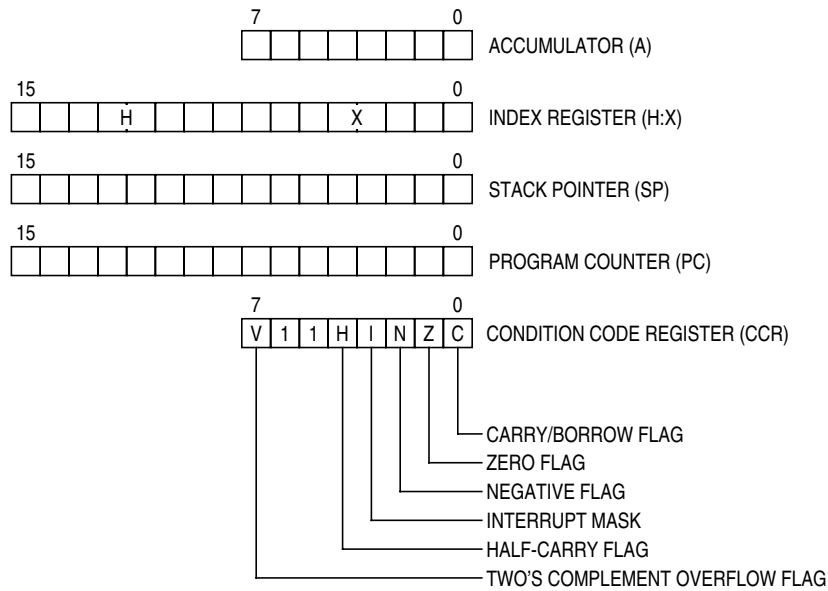 7 0
ACCUMULATOR (A)
15 0
H X INDEX REGISTER (H:X)
15 0
STACK POINTER (SP)
15 0
PROGRAM COUNTER (PC)
7 0
V 1 1 H I N Z C CONDITION CODE REGISTER (CCR)
CARRY/BORROW FLAG
ZERO FLAG
NEGATIVE FLAG
INTERRUPT MASK
HALF-CARRY FLAG
TWO'S COMPLEMENT OVERFLOW FLAG